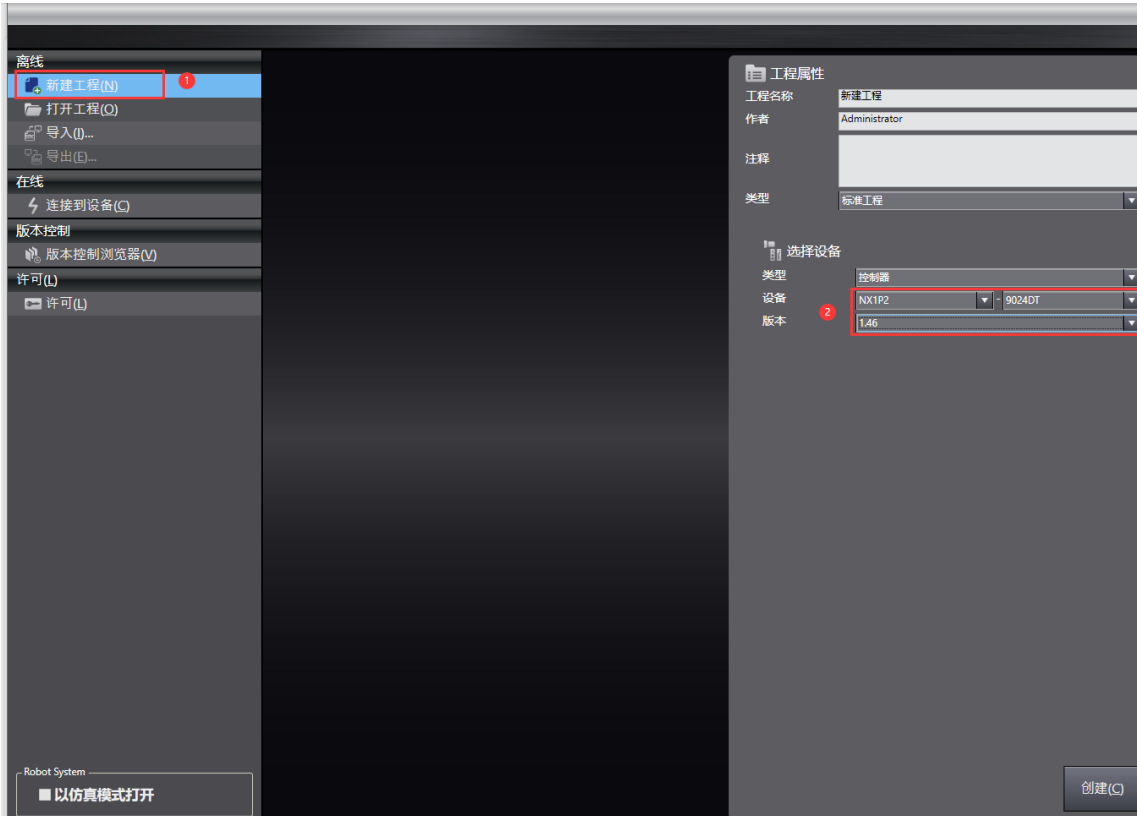 离线
新建工程(N)
1
打开工程(O)
导入(I)...
导出(E)...
在线
连接到设备(C)
版本控制
版本控制浏览器(V)
许可(L)
许可(L)
Robot System
以仿真模式打开
工程属性
工程名称 新建工程
作者 Administrator
注释
类型 标准工程
选择设备
类型 控制器
设备 NX1P2 - 9024DT
2
版本 1.46
创建(C)